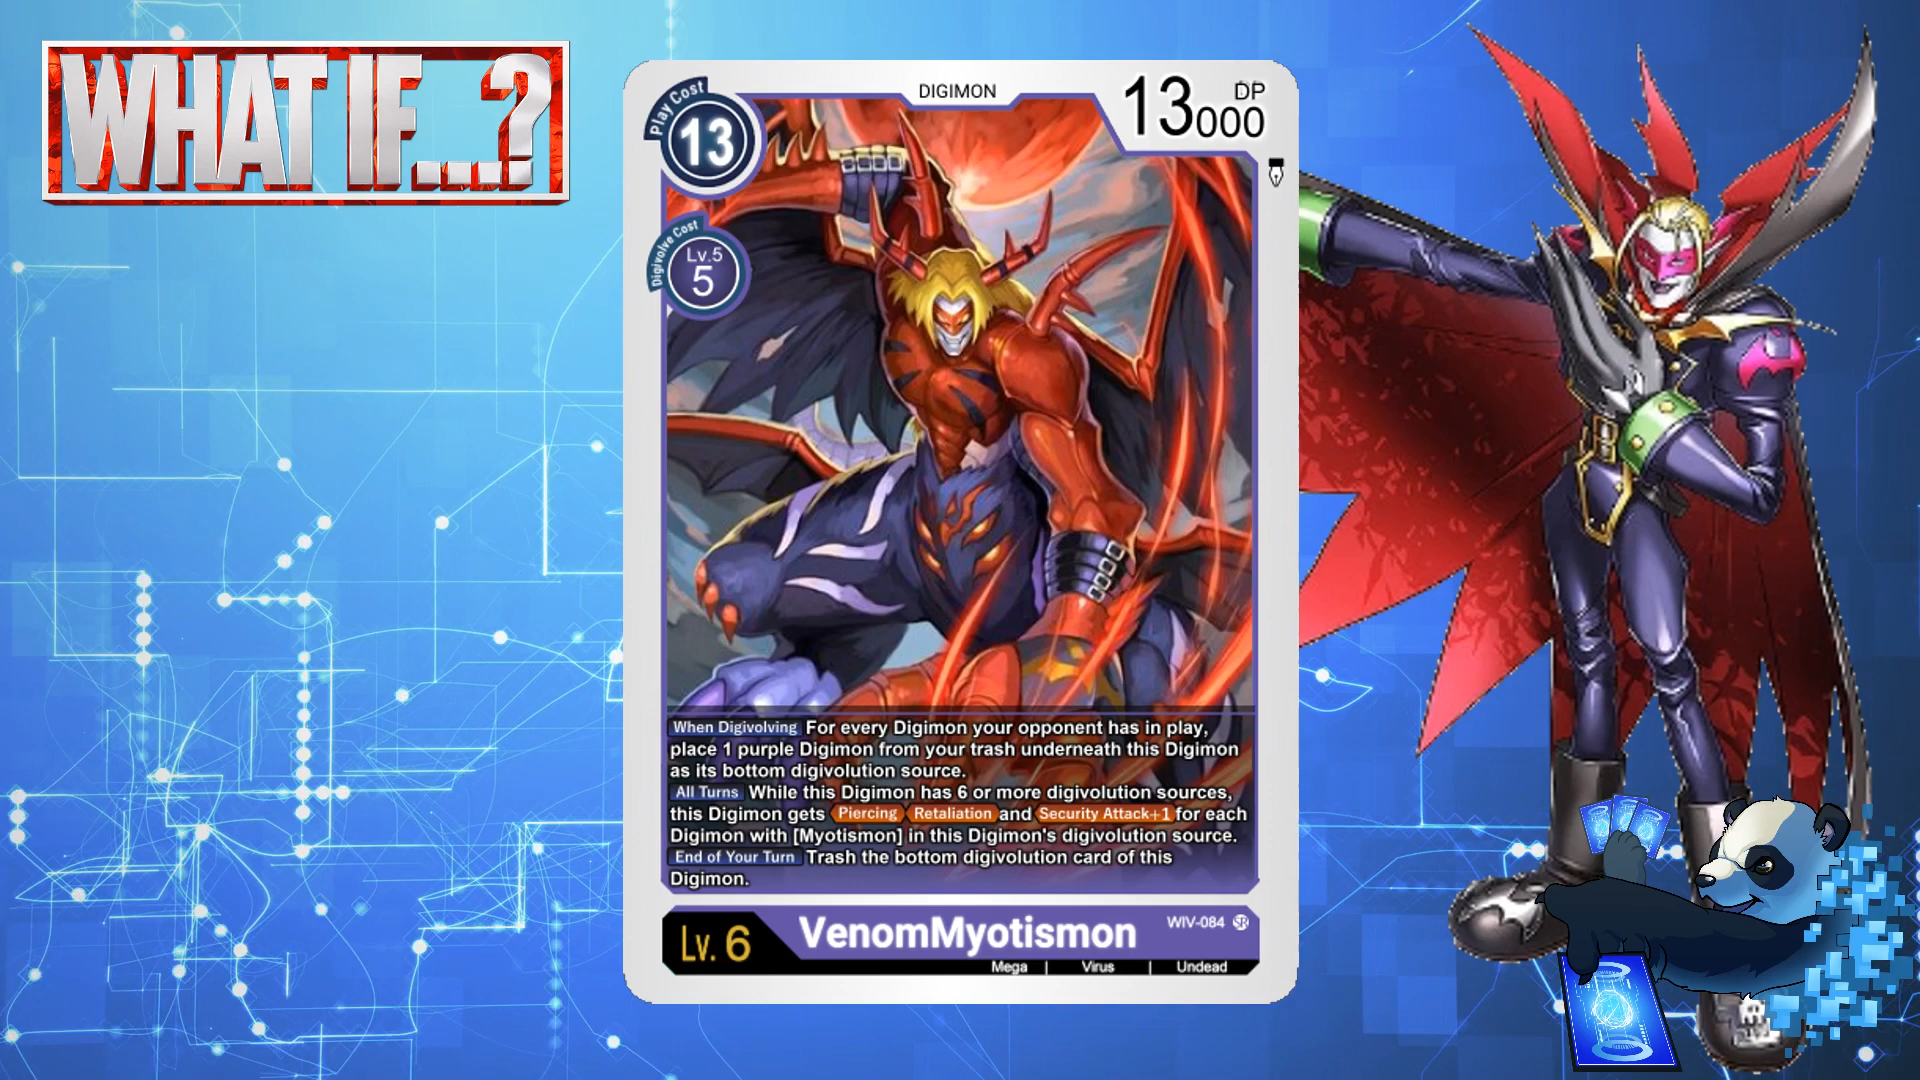 WHAT IF...?
Play Cost
13
DIGIMON
13000
DP
Digivolve Cost
Lv.5
5
When Digivolving For every Digimon your opponent has in play,
place 1 purple Digimon from your trash underneath this Digimon
as its bottom digivolution source.
All Turns While this Digimon has 6 or more digivolution sources,
this Digimon gets Piercing Retaliation and Security Attack+1 for each
Digimon with [Myotismon] in this Digimon's digivolution source.
End of Your Turn Trash the bottom digivolution card of this
Digimon.
Lv. 6
VenomMyotismon
WIV-084 SR
Mega | Virus | Undead